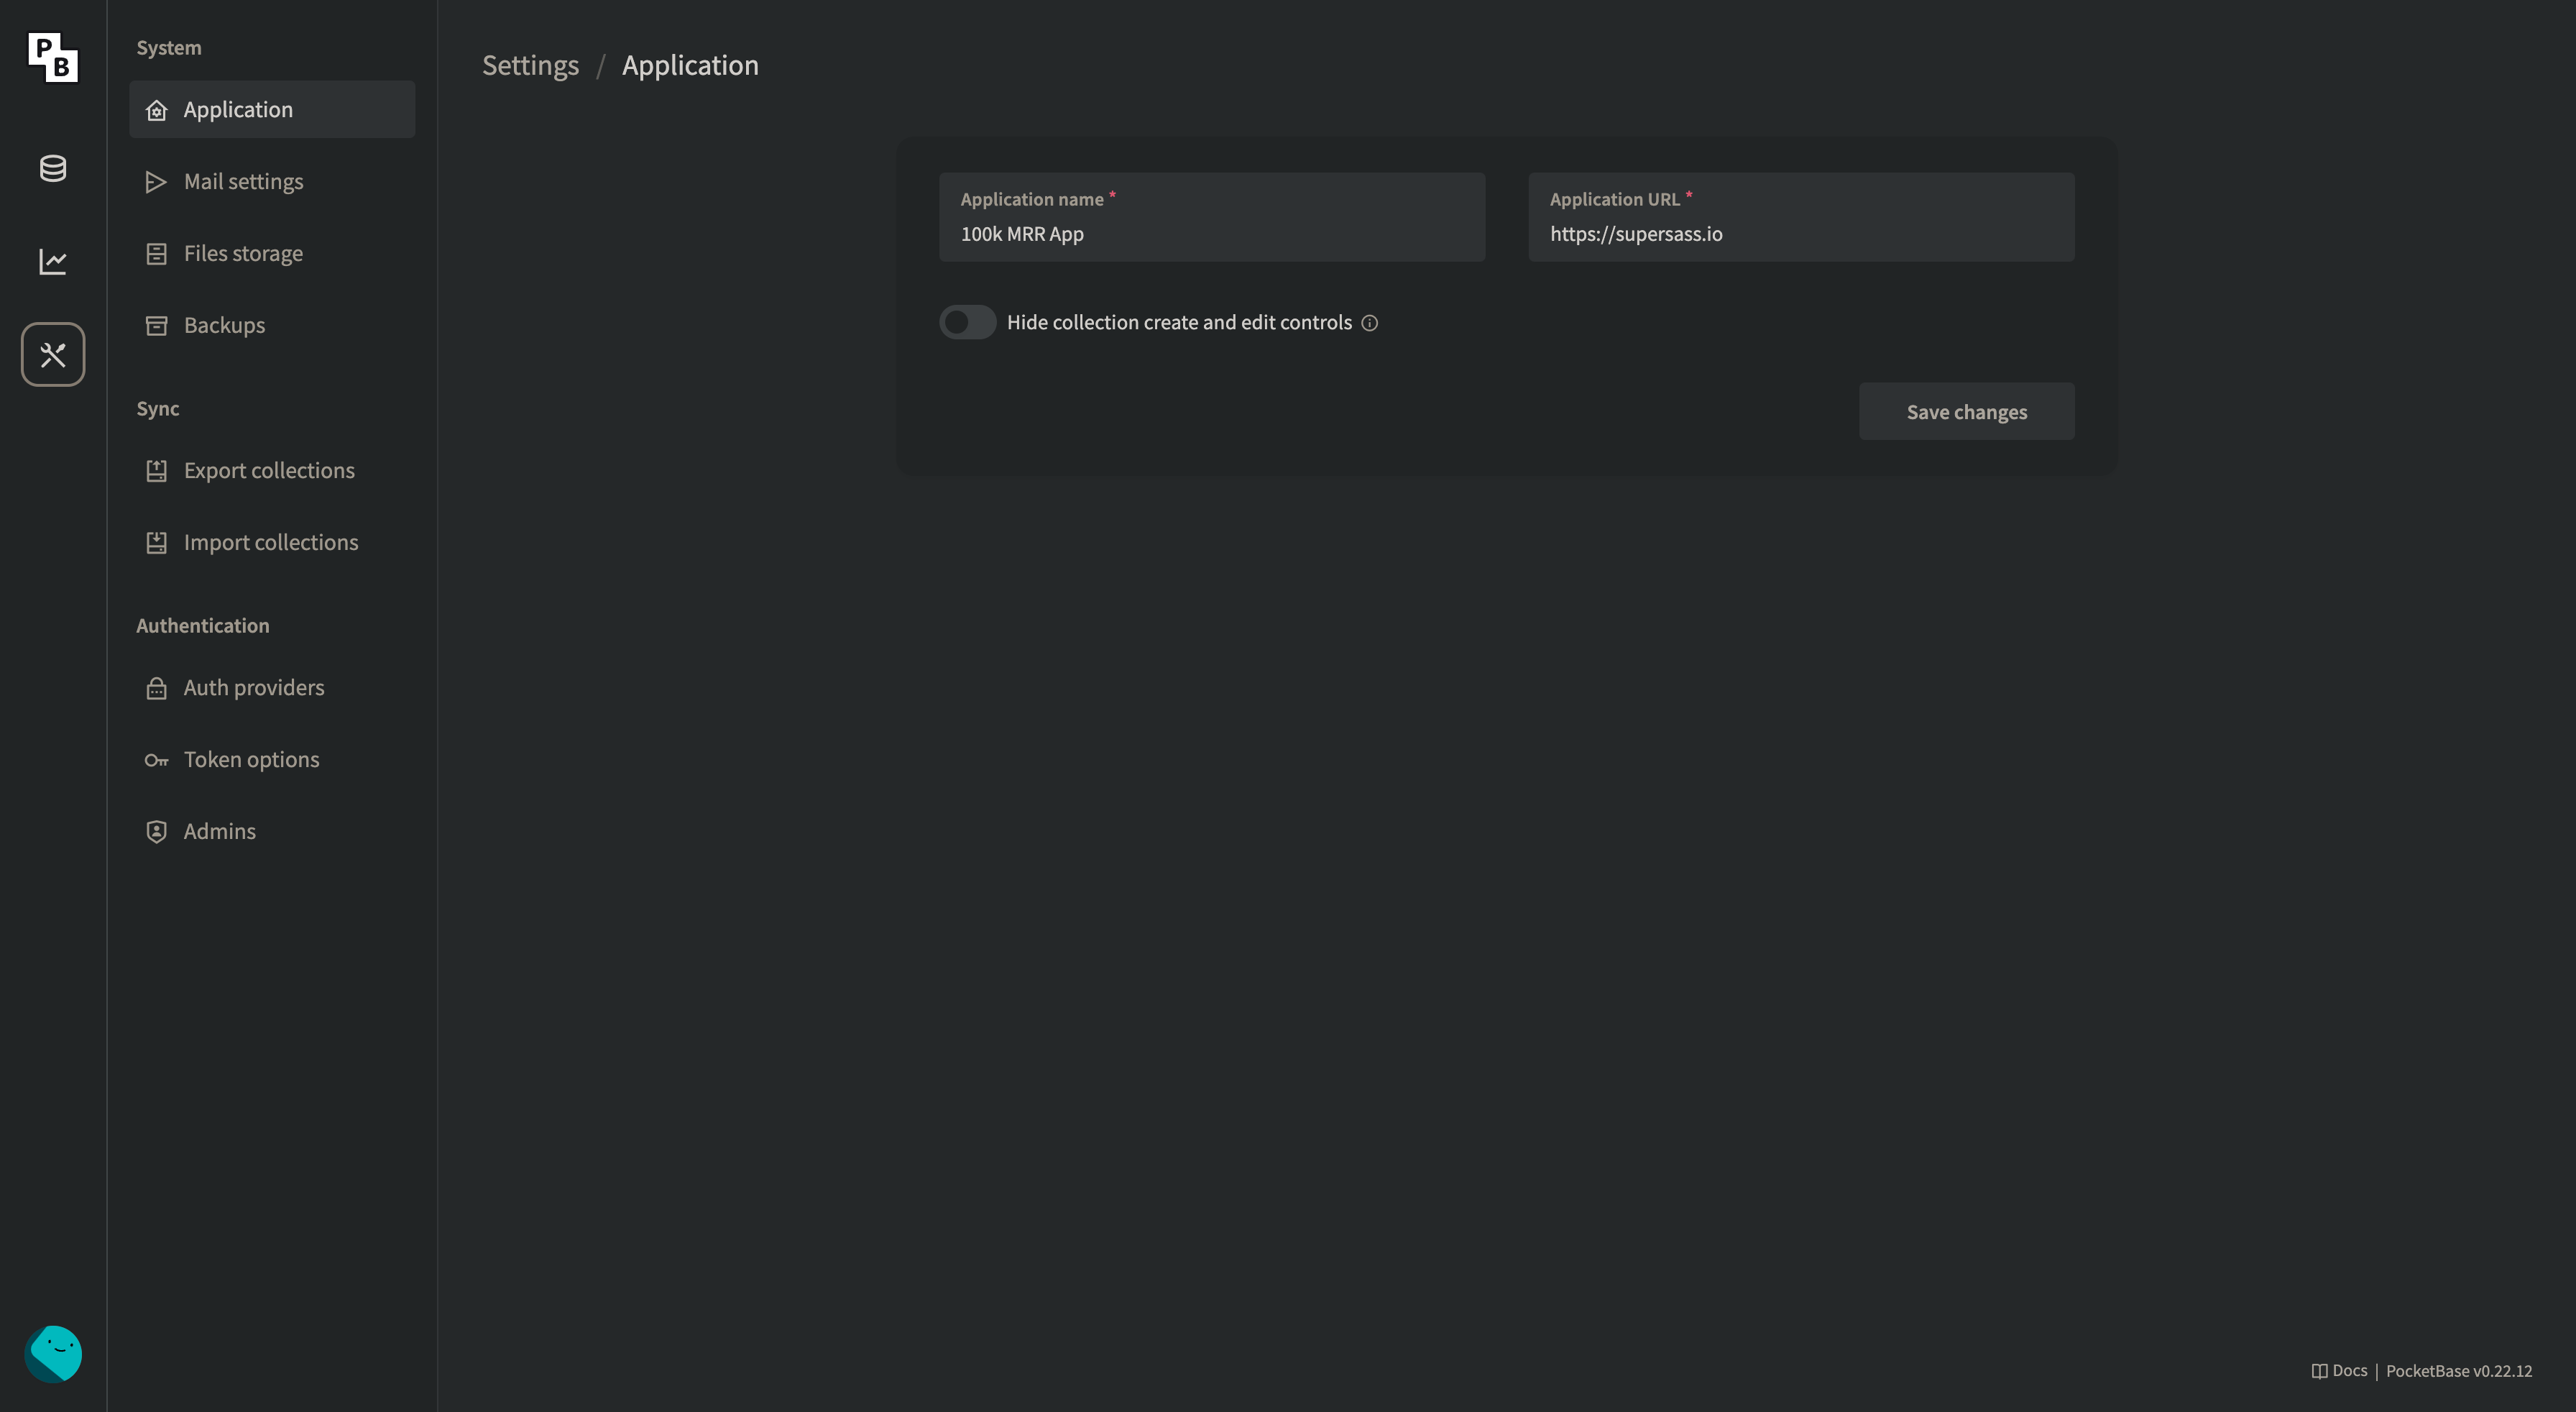 PB
System
Application
Mail settings
Files storage
Backups
Sync
Export collections
Import collections
Authentication
Auth providers
Token options
Admins
Settings / Application
Application name *
100k MRR App
Application URL *
https://supersass.io
Hide collection create and edit controls
Save changes
Docs | PocketBase v0.22.12